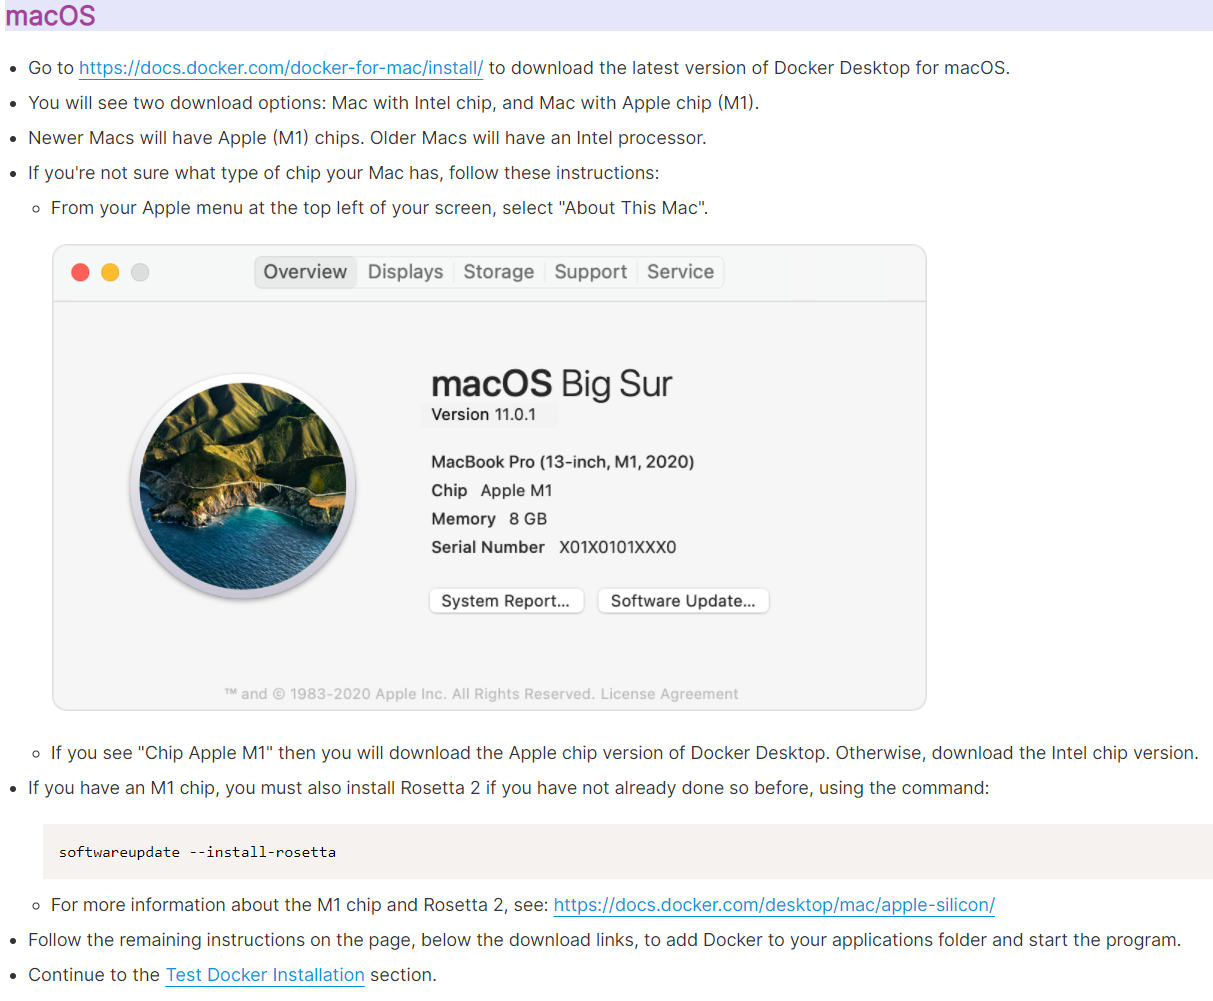 macOS
Go to https://docs.docker.com/docker-for-mac/install/ to download the latest version of Docker Desktop for macOS.
You will see two download options: Mac with Intel chip, and Mac with Apple chip (M1).
Newer Macs will have Apple (M1) chips. Older Macs will have an Intel processor.
If you're not sure what type of chip your Mac has, follow these instructions:
From your Apple menu at the top left of your screen, select "About This Mac".
Overview Displays Storage Support Service
macOS Big Sur
Version 11.0.1
MacBook Pro (13-inch, M1, 2020)
Chip Apple M1
Memory 8 GB
Serial Number X01X0101XXX0
System Report... Software Update...
™ and © 1983-2020 Apple Inc. All Rights Reserved. License Agreement
If you see "Chip Apple M1" then you will download the Apple chip version of Docker Desktop. Otherwise, download the Intel chip version.
If you have an M1 chip, you must also install Rosetta 2 if you have not already done so before, using the command:
softwareupdate --install-rosetta
For more information about the M1 chip and Rosetta 2, see: https://docs.docker.com/desktop/mac/apple-silicon/
Follow the remaining instructions on the page, below the download links, to add Docker to your applications folder and start the program.
Continue to the Test Docker Installation section.